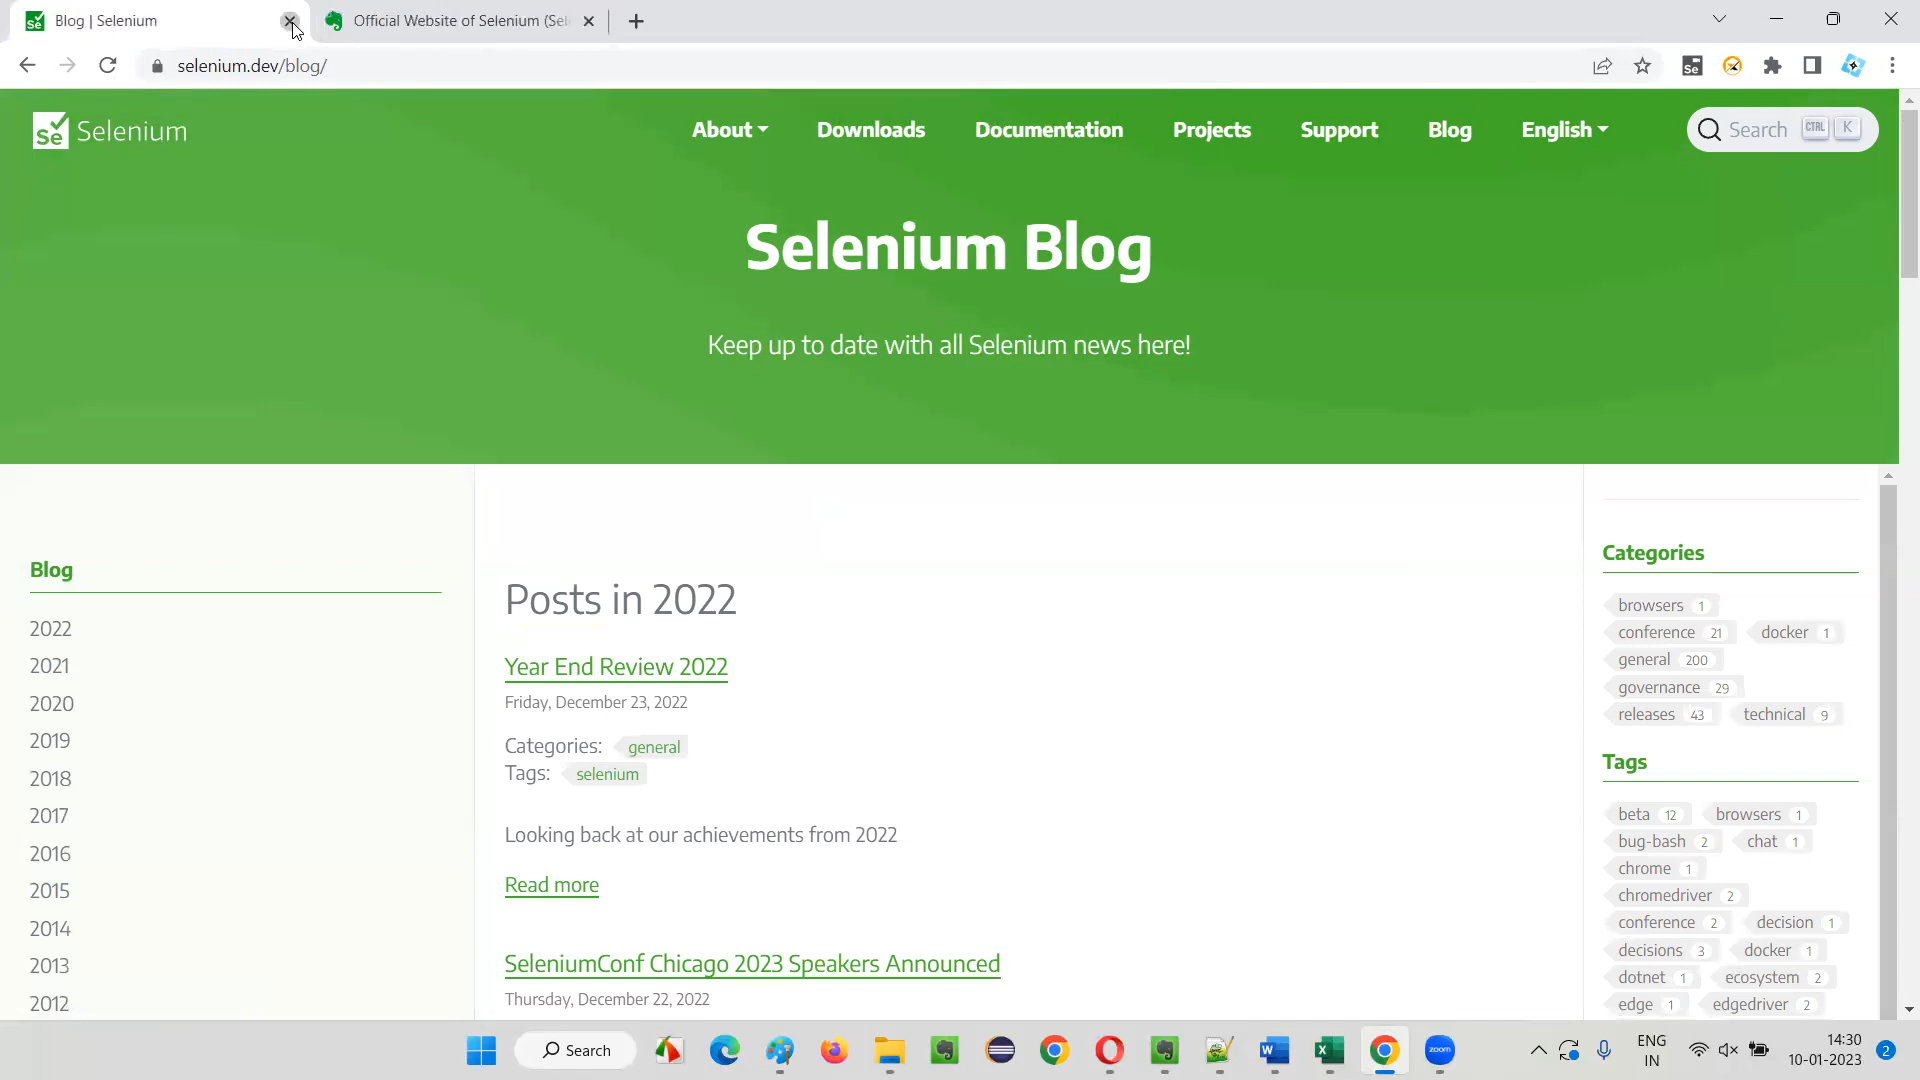 Blog | Selenium
Official Website of Selenium (Sel
selenium.dev/blog/
Se
Se Selenium
About
Downloads
Documentation
Projects
Support
Blog
English
Search CTRL K
Selenium Blog
Keep up to date with all Selenium news here!
Blog
2022
2021
2020
2019
2018
2017
2016
2015
2014
2013
2012
Posts in 2022
Year End Review 2022
Friday, December 23, 2022
Categories: general
Tags: selenium
Looking back at our achievements from 2022
Read more
SeleniumConf Chicago 2023 Speakers Announced
Thursday, December 22, 2022
Categories
browsers 1
conference 21 docker 1
general 200
governance 29
releases 43 technical 9
Tags
beta 12 browsers 1
bug-bash 2 chat 1
chrome 1
chromedriver 2
conference 2 decision 1
decisions 3 docker 1
dotnet 1 ecosystem 2
edge 1 edgedriver 2
Search
zoom
ENG
IN
14:30
10-01-2023
2